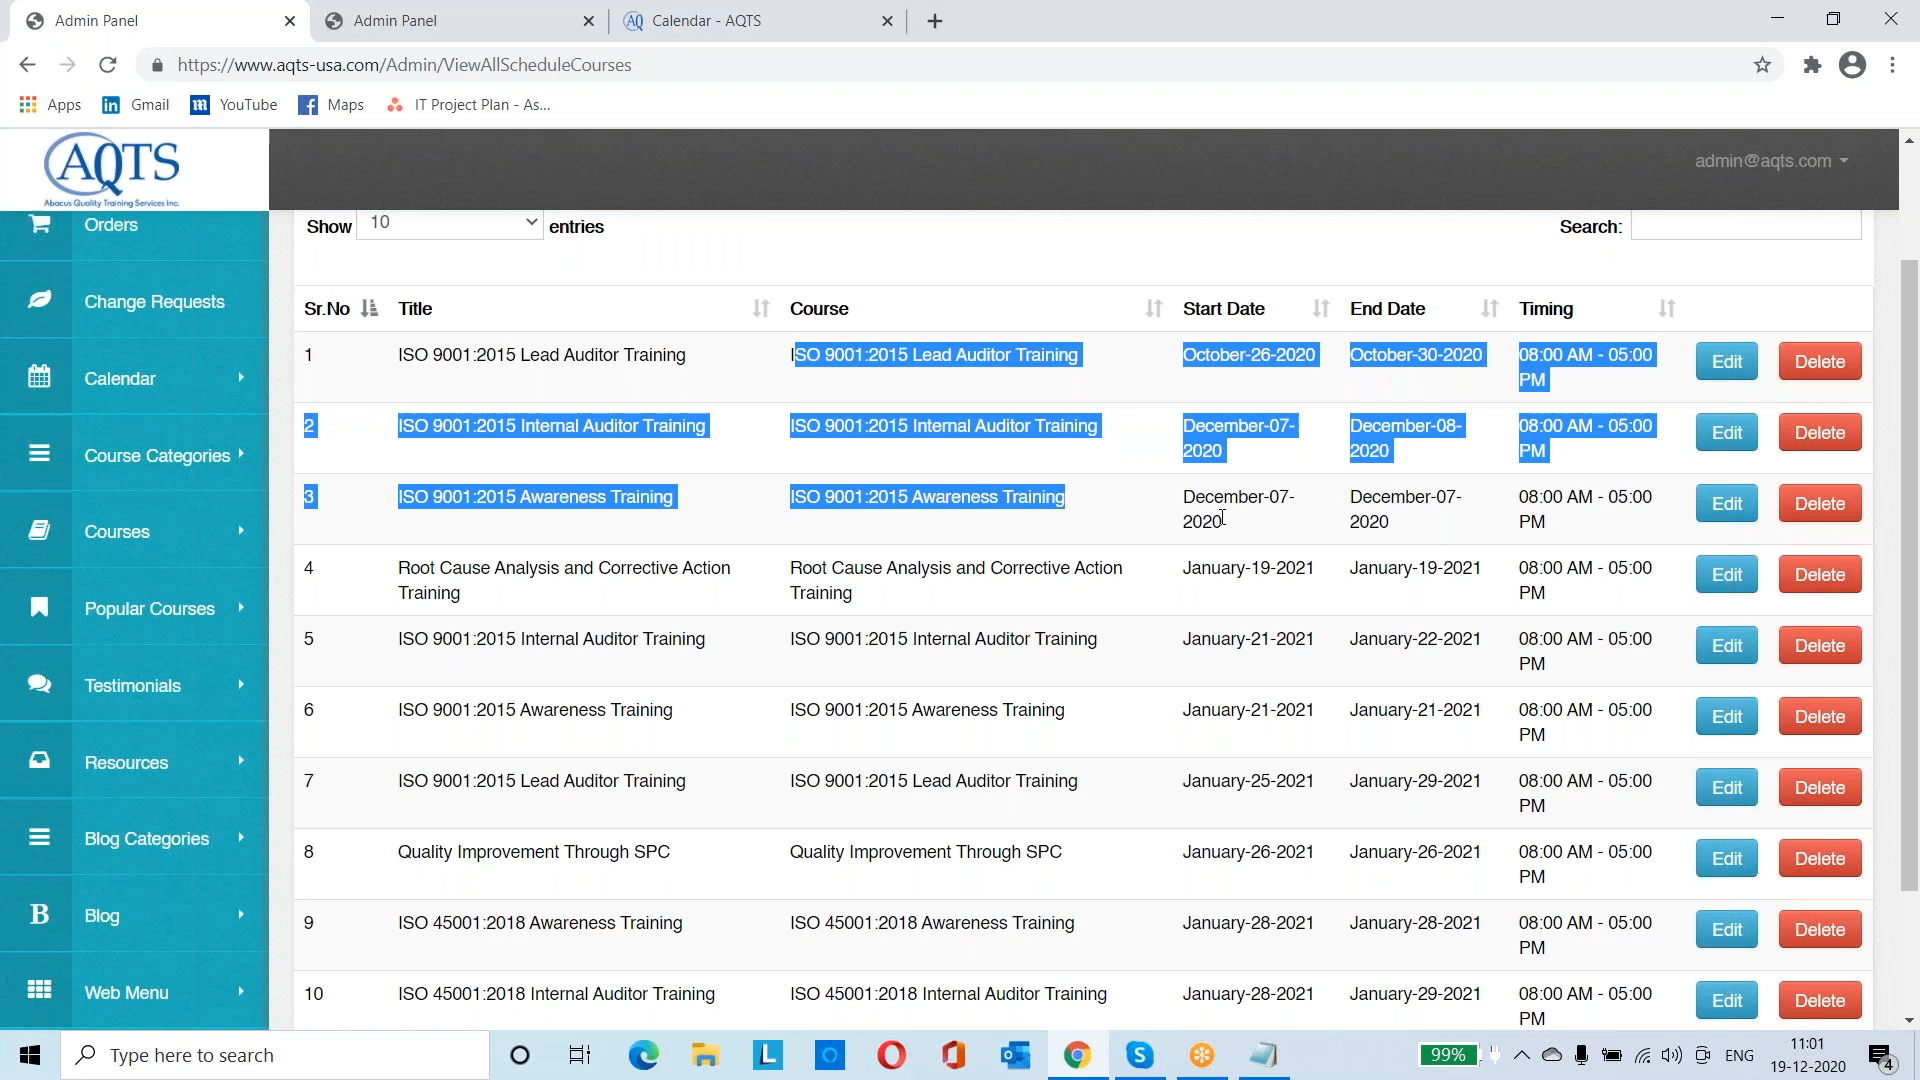 Admin Panel
Admin Panel
AQ Calendar - AQTS
https://www.aqts-usa.com/Admin/ViewAllScheduleCourses
Apps
Gmail
YouTube
Maps
IT Project Plan - As...
AQTS
Abacus Quality Training Services Inc.
admin@aqts.com
Orders
Change Requests
Calendar
Course Categories
Courses
Popular Courses
Testimonials
Resources
Blog Categories
B Blog
Web Menu
Show 10 entries
Search:
Sr.No Title Course Start Date End Date Timing
1 ISO 9001:2015 Lead Auditor Training ISO 9001:2015 Lead Auditor Training October-26-2020 October-30-2020 08:00 AM - 05:00 Edit Delete
PM
2 ISO 9001:2015 Internal Auditor Training ISO 9001:2015 Internal Auditor Training December-07- December-08- 08:00 AM - 05:00 Edit Delete
2020 2020 PM
3 ISO 9001:2015 Awareness Training ISO 9001:2015 Awareness Training December-07- December-07- 08:00 AM - 05:00 Edit Delete
2020 2020 PM
4 Root Cause Analysis and Corrective Action Root Cause Analysis and Corrective Action January-19-2021 January-19-2021 08:00 AM - 05:00 Edit Delete
Training Training PM
5 ISO 9001:2015 Internal Auditor Training ISO 9001:2015 Internal Auditor Training January-21-2021 January-22-2021 08:00 AM - 05:00 Edit Delete
PM
6 ISO 9001:2015 Awareness Training ISO 9001:2015 Awareness Training January-21-2021 January-21-2021 08:00 AM - 05:00 Edit Delete
PM
7 ISO 9001:2015 Lead Auditor Training ISO 9001:2015 Lead Auditor Training January-25-2021 January-29-2021 08:00 AM - 05:00 Edit Delete
PM
8 Quality Improvement Through SPC Quality Improvement Through SPC January-26-2021 January-26-2021 08:00 AM - 05:00 Edit Delete
PM
9 ISO 45001:2018 Awareness Training ISO 45001:2018 Awareness Training January-28-2021 January-28-2021 08:00 AM - 05:00 Edit Delete
PM
10 ISO 45001:2018 Internal Auditor Training ISO 45001:2018 Internal Auditor Training January-28-2021 January-29-2021 08:00 AM - 05:00 Edit Delete
PM
Type here to search
99%
ENG
11:01
19-12-2020
4